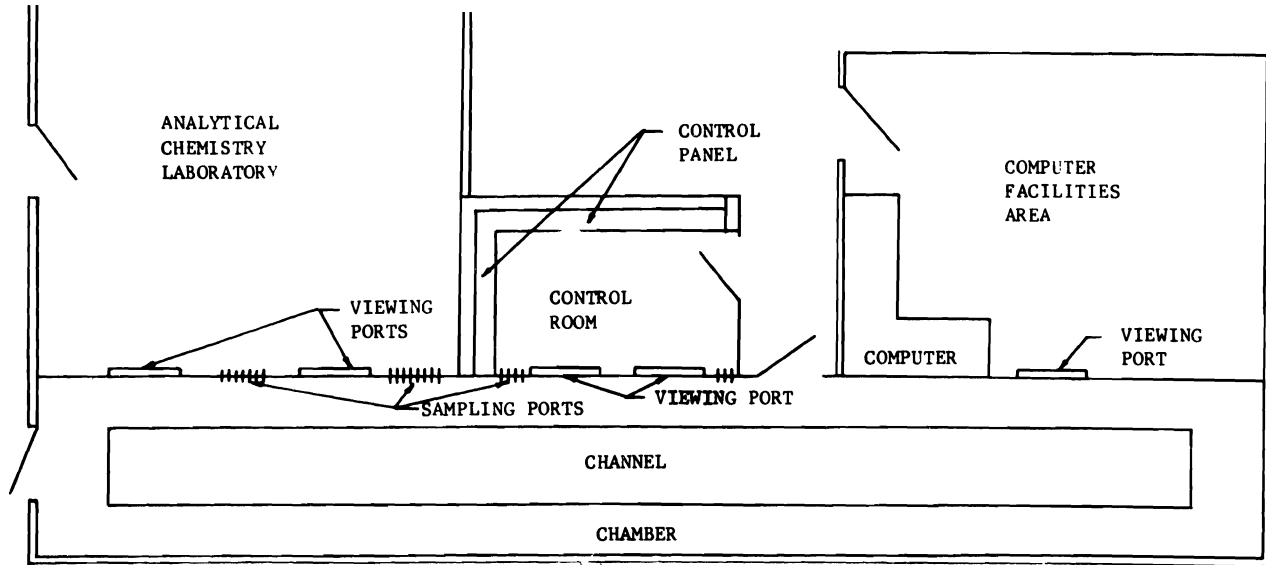 ANALYTICAL
CHEMISTRY
LABORATORY
CONTROL
PANEL
COMPUTER
FACILITIES
AREA
VIEWING
PORTS
CONTROL
ROOM
VIEWING
PORT
COMPUTER
SAMPLING PORTS
VIEWING PORT
CHANNEL
CHAMBER